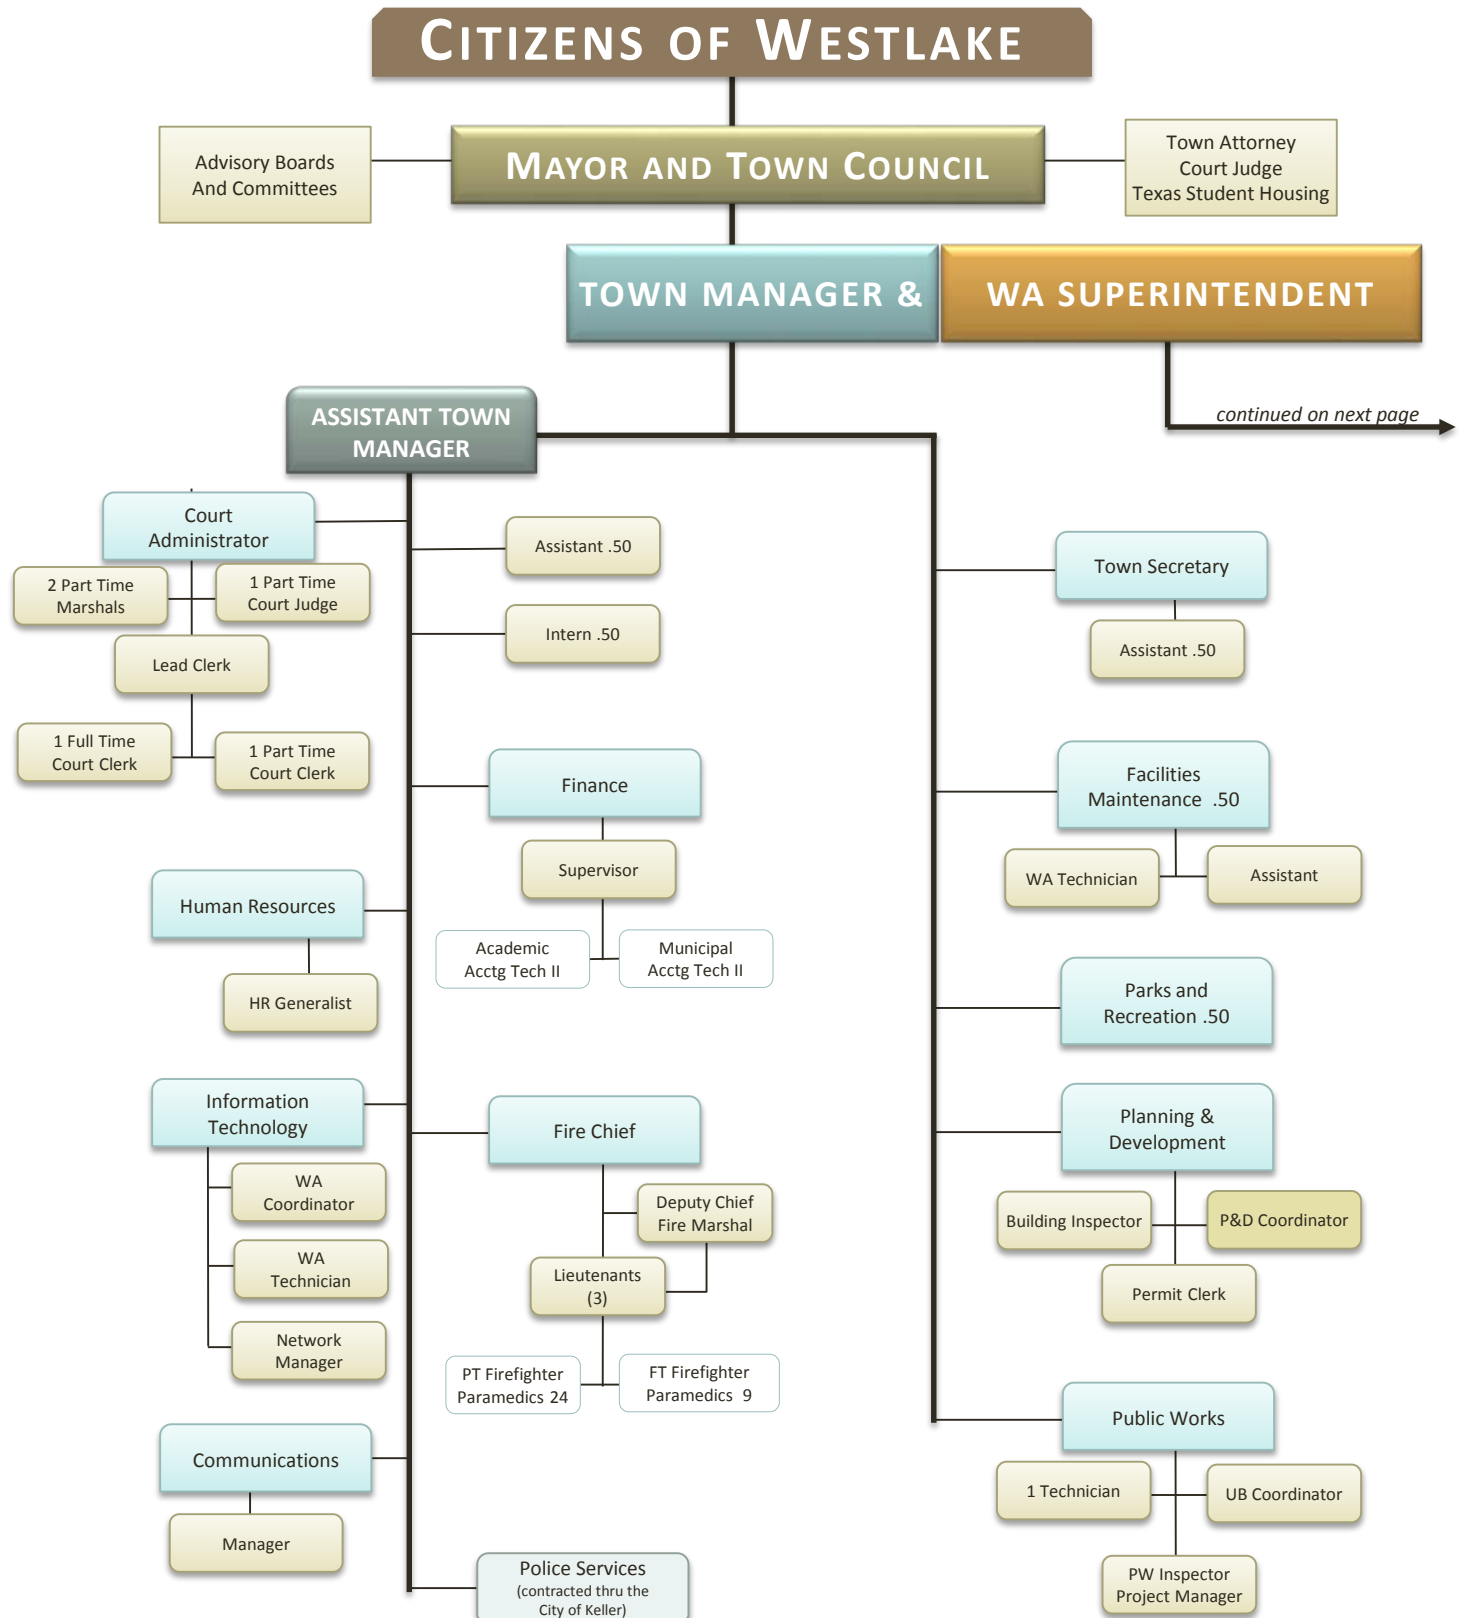 CITIZENS OF WESTLAKE
Advisory Boards
And Committees
MAYOR AND TOWN COUNCIL
Town Attorney
Court Judge
Texas Student Housing
TOWN MANAGER &
WA SUPERINTENDENT
continued on next page
ASSISTANT TOWN
MANAGER
Court
Administrator
2 Part Time
Marshals
1 Part Time
Court Judge
Lead Clerk
1 Full Time
Court Clerk
1 Part Time
Court Clerk
Assistant .50
Intern .50
Finance
Supervisor
Academic
Acctg Tech II
Municipal
Acctg Tech II
Human Resources
HR Generalist
Information
Technology
WA
Coordinator
WA
Technician
Network
Manager
Fire Chief
Deputy Chief
Fire Marshal
Lieutenants
(3)
PT Firefighter
Paramedics 24
FT Firefighter
Paramedics 9
Communications
Manager
Police Services
(contracted thru the
City of Keller)
Town Secretary
Assistant .50
Facilities
Maintenance .50
WA Technician
Assistant
Parks and
Recreation .50
Planning &
Development
Building Inspector
P&D Coordinator
Permit Clerk
Public Works
1 Technician
UB Coordinator
PW Inspector
Project Manager